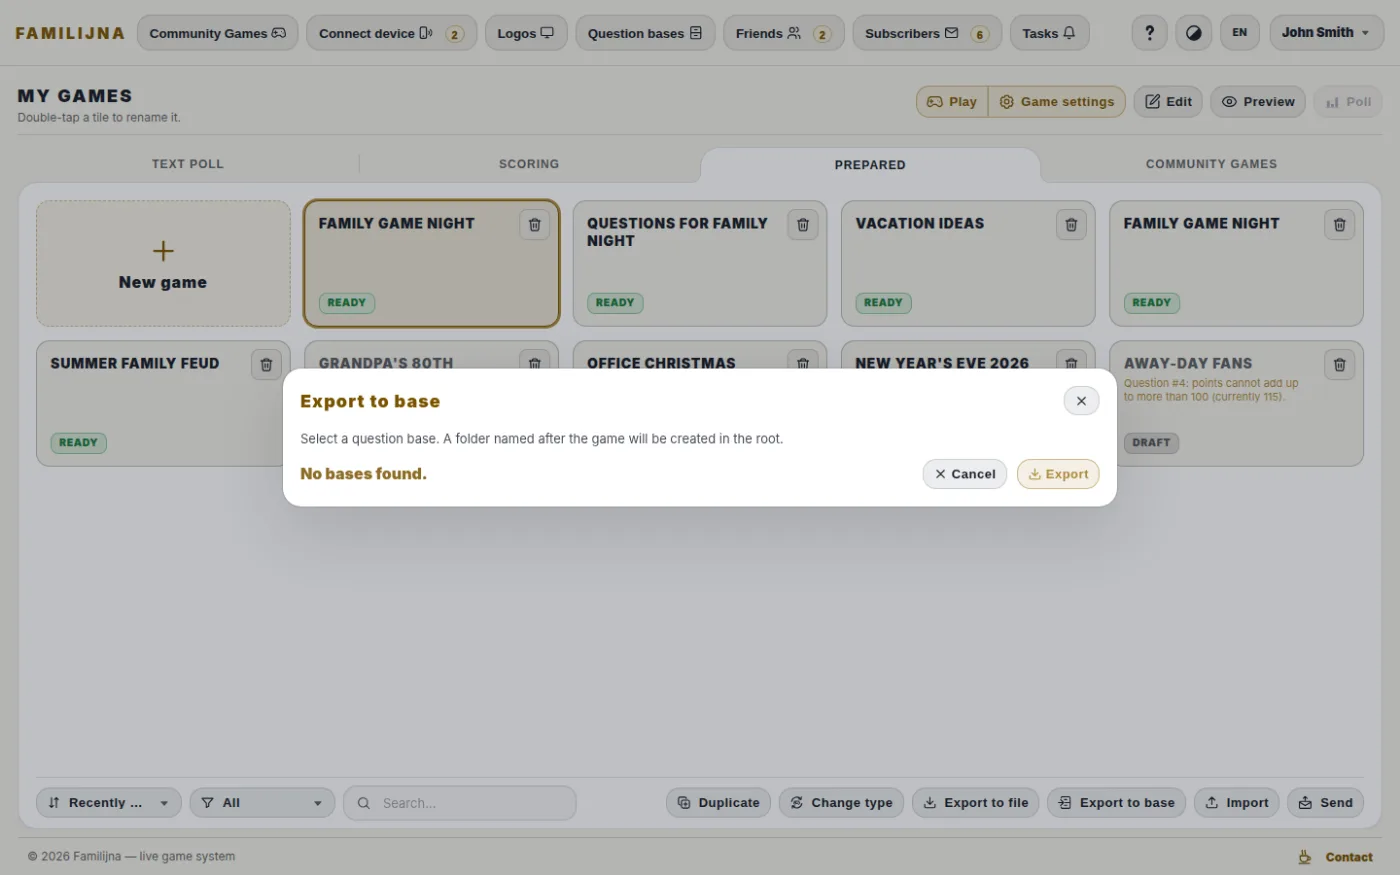 FAMILIJNA
Community Games
Connect device 2
Logos
Question bases
Friends 2
Subscribers 6
Tasks
?
EN
John Smith
MY GAMES
Double-tap a tile to rename it.
Play
Game settings
Edit
Preview
Poll
TEXT POLL
SCORING
PREPARED
COMMUNITY GAMES
New game
FAMILY GAME NIGHT
READY
QUESTIONS FOR FAMILY
NIGHT
READY
VACATION IDEAS
READY
FAMILY GAME NIGHT
READY
SUMMER FAMILY FEUD
READY
GRANDPA'S 80TH
OFFICE CHRISTMAS
NEW YEAR'S EVE 2026
AWAY-DAY FANS
Question #4: points cannot add up
to more than 100 (currently 115).
DRAFT
Export to base
Select a question base. A folder named after the game will be created in the root.
No bases found.
Cancel
Export
Recently ...
All
Search...
Duplicate
Change type
Export to file
Export to base
Import
Send
© 2026 Familijna — live game system
Contact